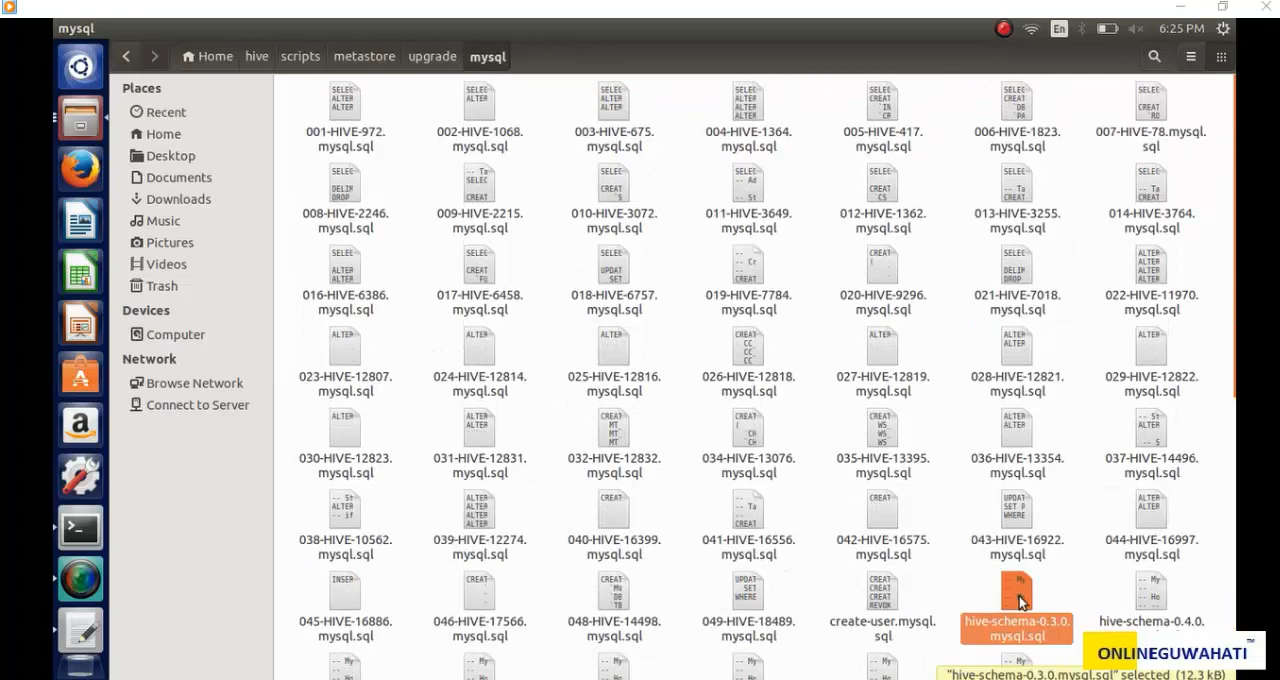 mysql
En
6:25 PM
Home
hive
scripts
metastore
upgrade
mysql
Places
Recent
Home
Desktop
Documents
Downloads
Music
Pictures
Videos
Trash
Devices
Computer
Network
Browse Network
Connect to Server
001-HIVE-972.
mysql.sql
002-HIVE-1068.
mysql.sql
003-HIVE-675.
mysql.sql
004-HIVE-1364.
mysql.sql
005-HIVE-417.
mysql.sql
006-HIVE-1823.
mysql.sql
007-HIVE-78.mysql.
sql
008-HIVE-2246.
mysql.sql
009-HIVE-2215.
mysql.sql
010-HIVE-3072.
mysql.sql
011-HIVE-3649.
mysql.sql
012-HIVE-1362.
mysql.sql
013-HIVE-3255.
mysql.sql
014-HIVE-3764.
mysql.sql
016-HIVE-6386.
mysql.sql
017-HIVE-6458.
mysql.sql
018-HIVE-6757.
mysql.sql
019-HIVE-7784.
mysql.sql
020-HIVE-9296.
mysql.sql
021-HIVE-7018.
mysql.sql
022-HIVE-11970.
mysql.sql
023-HIVE-12807.
mysql.sql
024-HIVE-12814.
mysql.sql
025-HIVE-12816.
mysql.sql
026-HIVE-12818.
mysql.sql
027-HIVE-12819.
mysql.sql
028-HIVE-12821.
mysql.sql
029-HIVE-12822.
mysql.sql
030-HIVE-12823.
mysql.sql
031-HIVE-12831.
mysql.sql
032-HIVE-12832.
mysql.sql
034-HIVE-13076.
mysql.sql
035-HIVE-13395.
mysql.sql
036-HIVE-13354.
mysql.sql
037-HIVE-14496.
mysql.sql
038-HIVE-10562.
mysql.sql
039-HIVE-12274.
mysql.sql
040-HIVE-16399.
mysql.sql
041-HIVE-16556.
mysql.sql
042-HIVE-16575.
mysql.sql
043-HIVE-16922.
mysql.sql
044-HIVE-16997.
mysql.sql
045-HIVE-16886.
mysql.sql
046-HIVE-17566.
mysql.sql
048-HIVE-14498.
mysql.sql
049-HIVE-18489.
mysql.sql
create-user.mysql.
sql
hive-schema-0.3.0.
mysql.sql
hive-schema-0.4.0.
ONLINEGUWAHATI™
"hive-schema-0.3.0.mysql.sql" selected (12.3 kB)